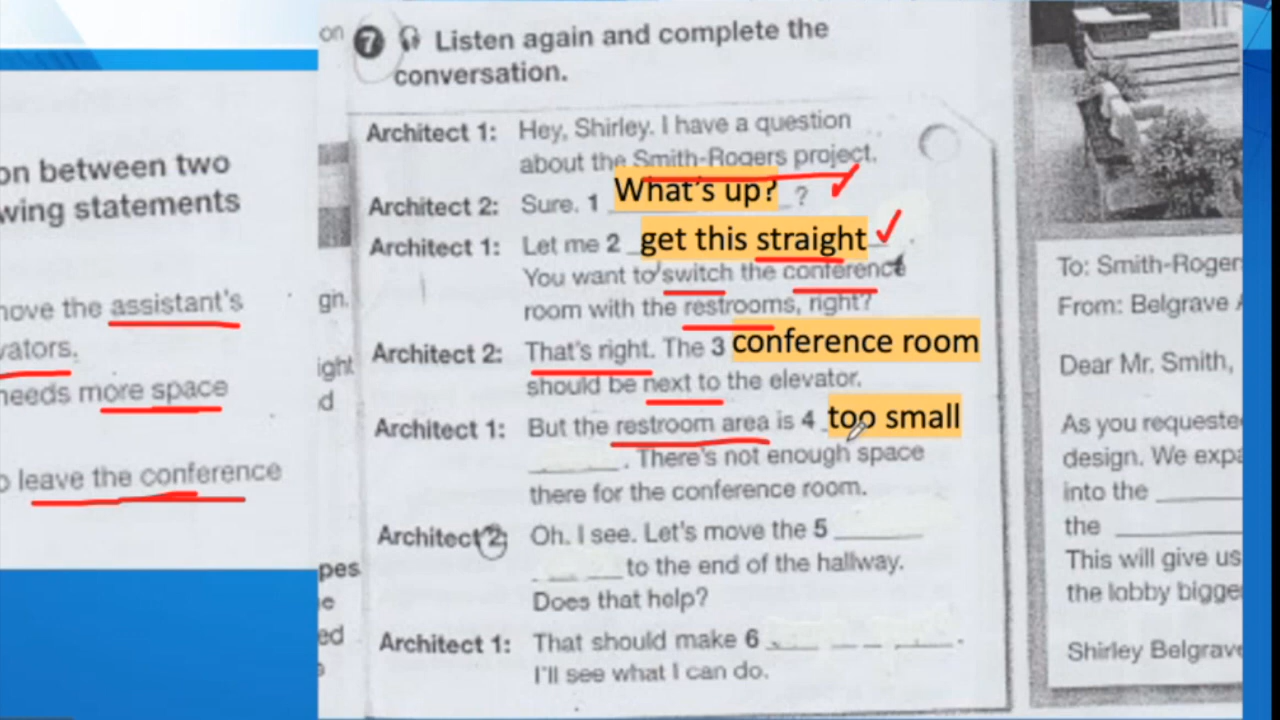 on between two
wing statements
nove the assistant's
vators.
needs more space
o leave the conference
on
gn.
ight
d
pes
e
ed
7 Listen again and complete the
conversation.
Architect 1: Hey, Shirley. I have a question
about the Smith-Rogers project.
Architect 2: Sure. 1 What's up? ?
Architect 1: Let me 2 get this straight.
You want to switch the conference
room with the restrooms, right?
Architect 2: That's right. The 3 conference room
should be next to the elevator.
Architect 1: But the restroom area is 4 too small
. There's not enough space
there for the conference room.
Architect 2: Oh. I see. Let's move the 5
to the end of the hallway.
Does that help?
Architect 1: That should make 6 .
I'll see what I can do.
To: Smith-Roger
From: Belgrave A
Dear Mr. Smith,
As you requeste
design. We expa
into the
the
This will give us
the lobby bigge
Shirley Belgrave